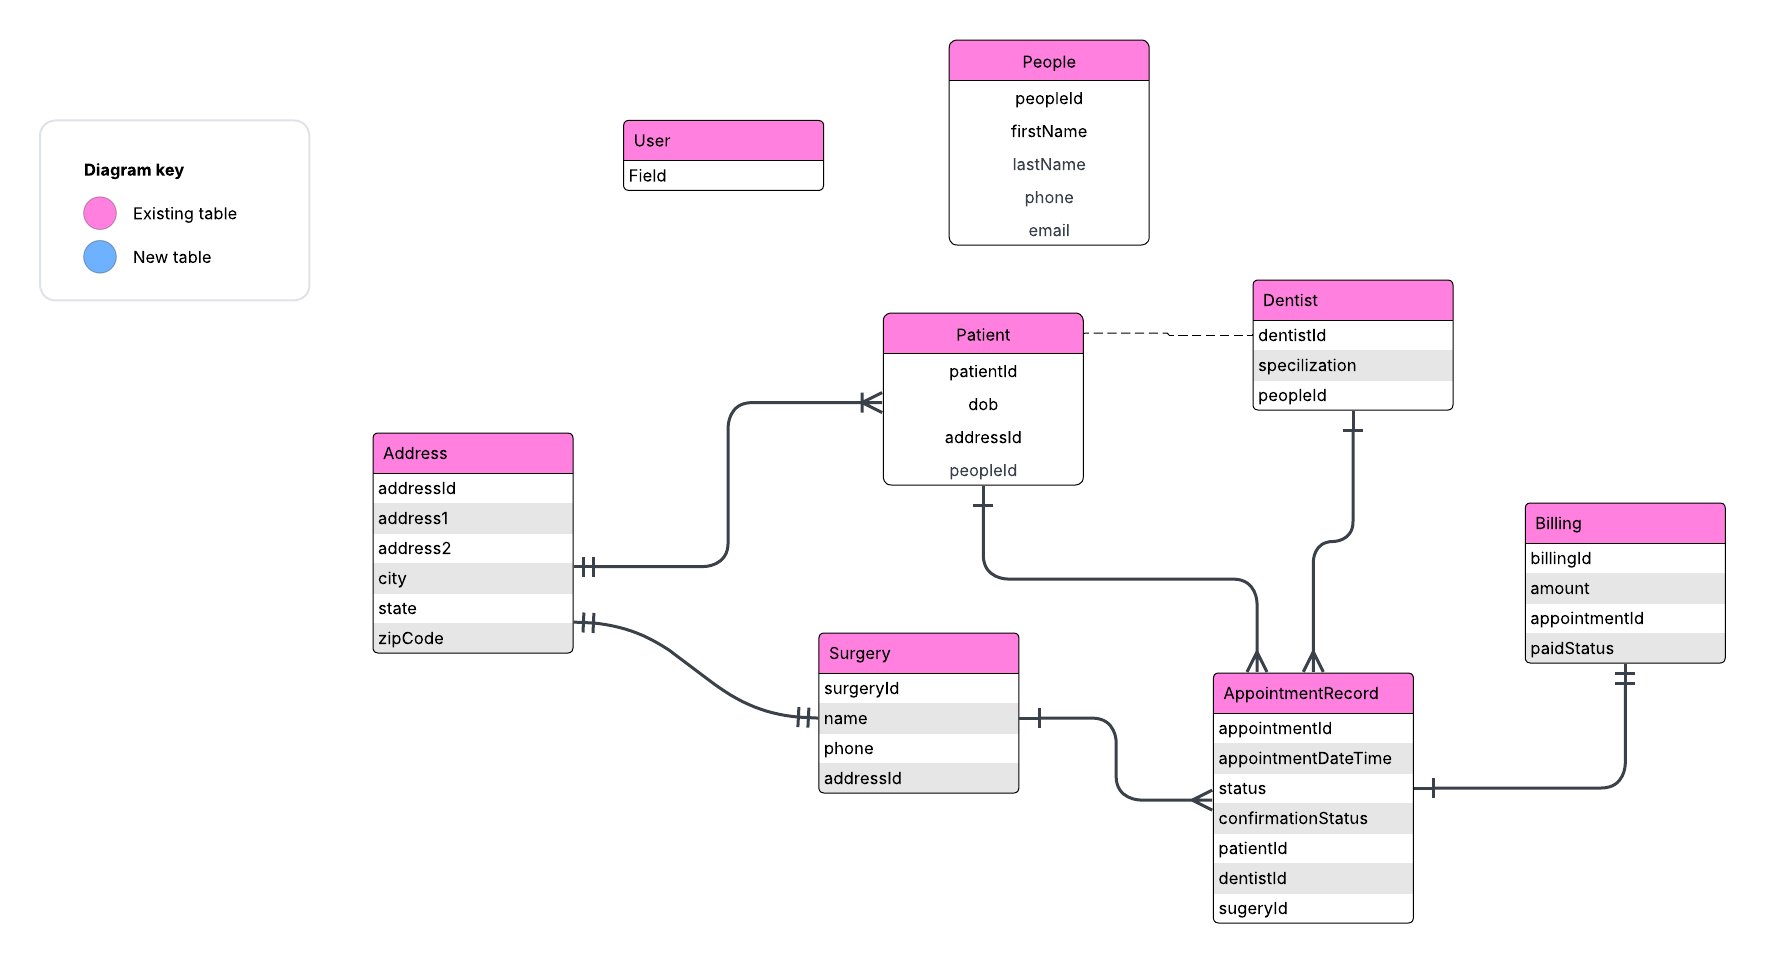 People
peopleId
firstName
lastName
phone
email
User
Field
Diagram key
Existing table
New table
Dentist
dentistId
specilization
peopleId
Patient
patientId
dob
addressId
peopleId
Address
addressId
address1
address2
city
state
zipCode
Billing
billingId
amount
appointmentId
paidStatus
Surgery
surgeryId
name
phone
addressId
AppointmentRecord
appointmentId
appointmentDateTime
status
confirmationStatus
patientId
dentistId
sugeryId